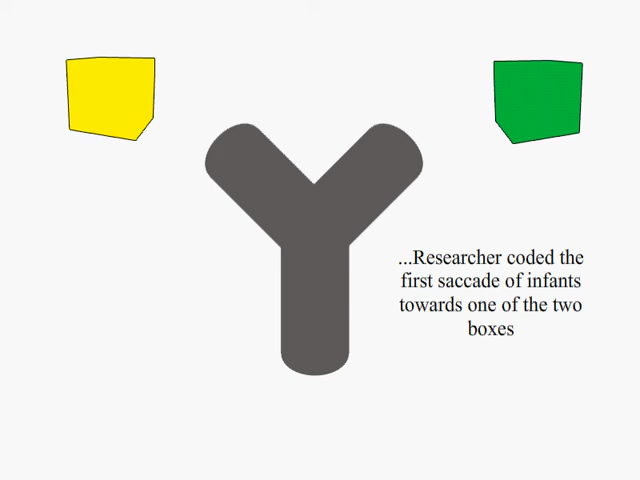 ...Researcher coded the
first saccade of infants
towards one of the two
boxes